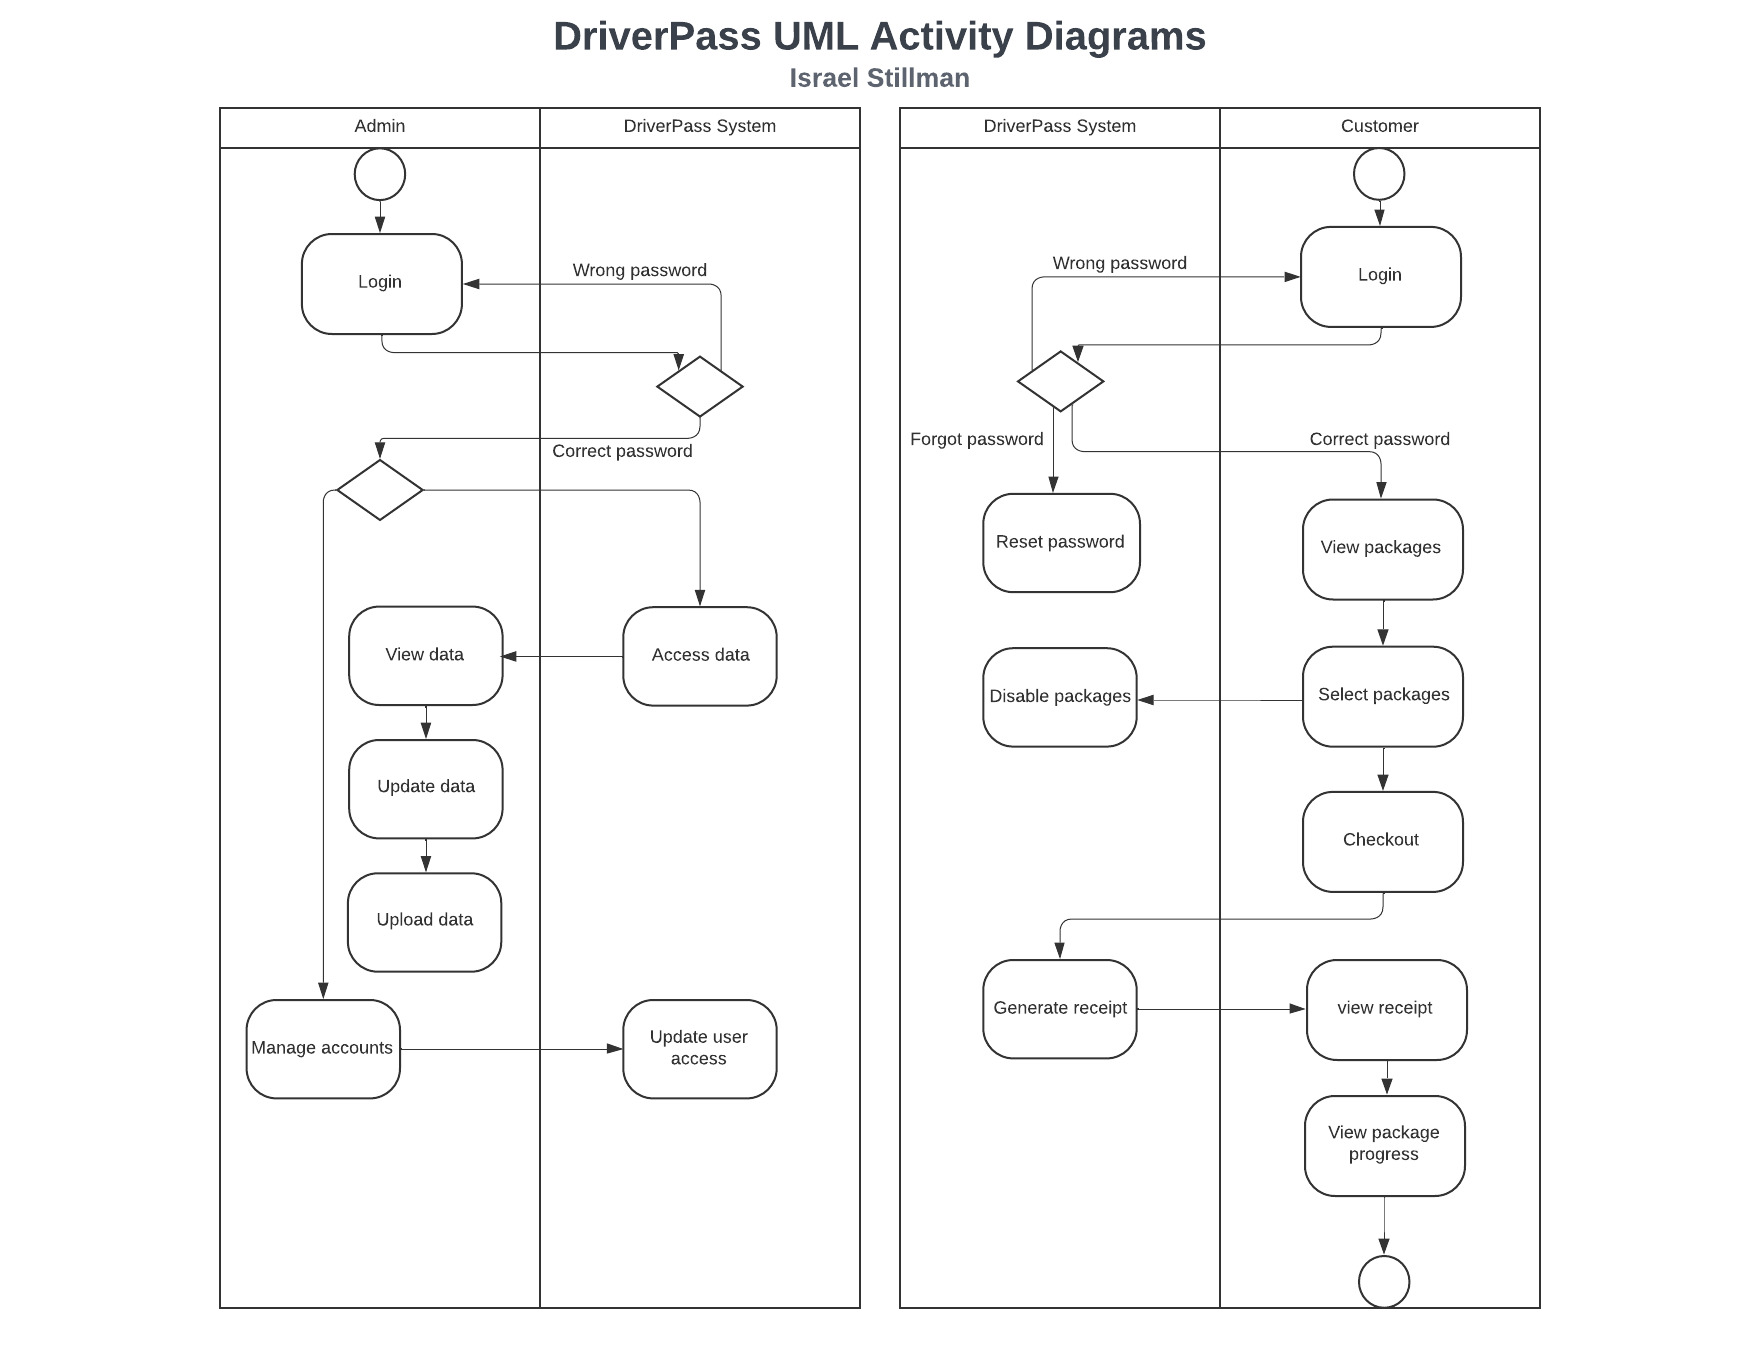 DriverPass UML Activity Diagrams
Israel Stillman
Admin
DriverPass System
Login
Wrong password
Correct password
View data
Access data
Update data
Upload data
Manage accounts
Update user
access
DriverPass System
Customer
Wrong password
Login
Forgot password
Correct password
Reset password
View packages
Disable packages
Select packages
Checkout
Generate receipt
view receipt
View package
progress